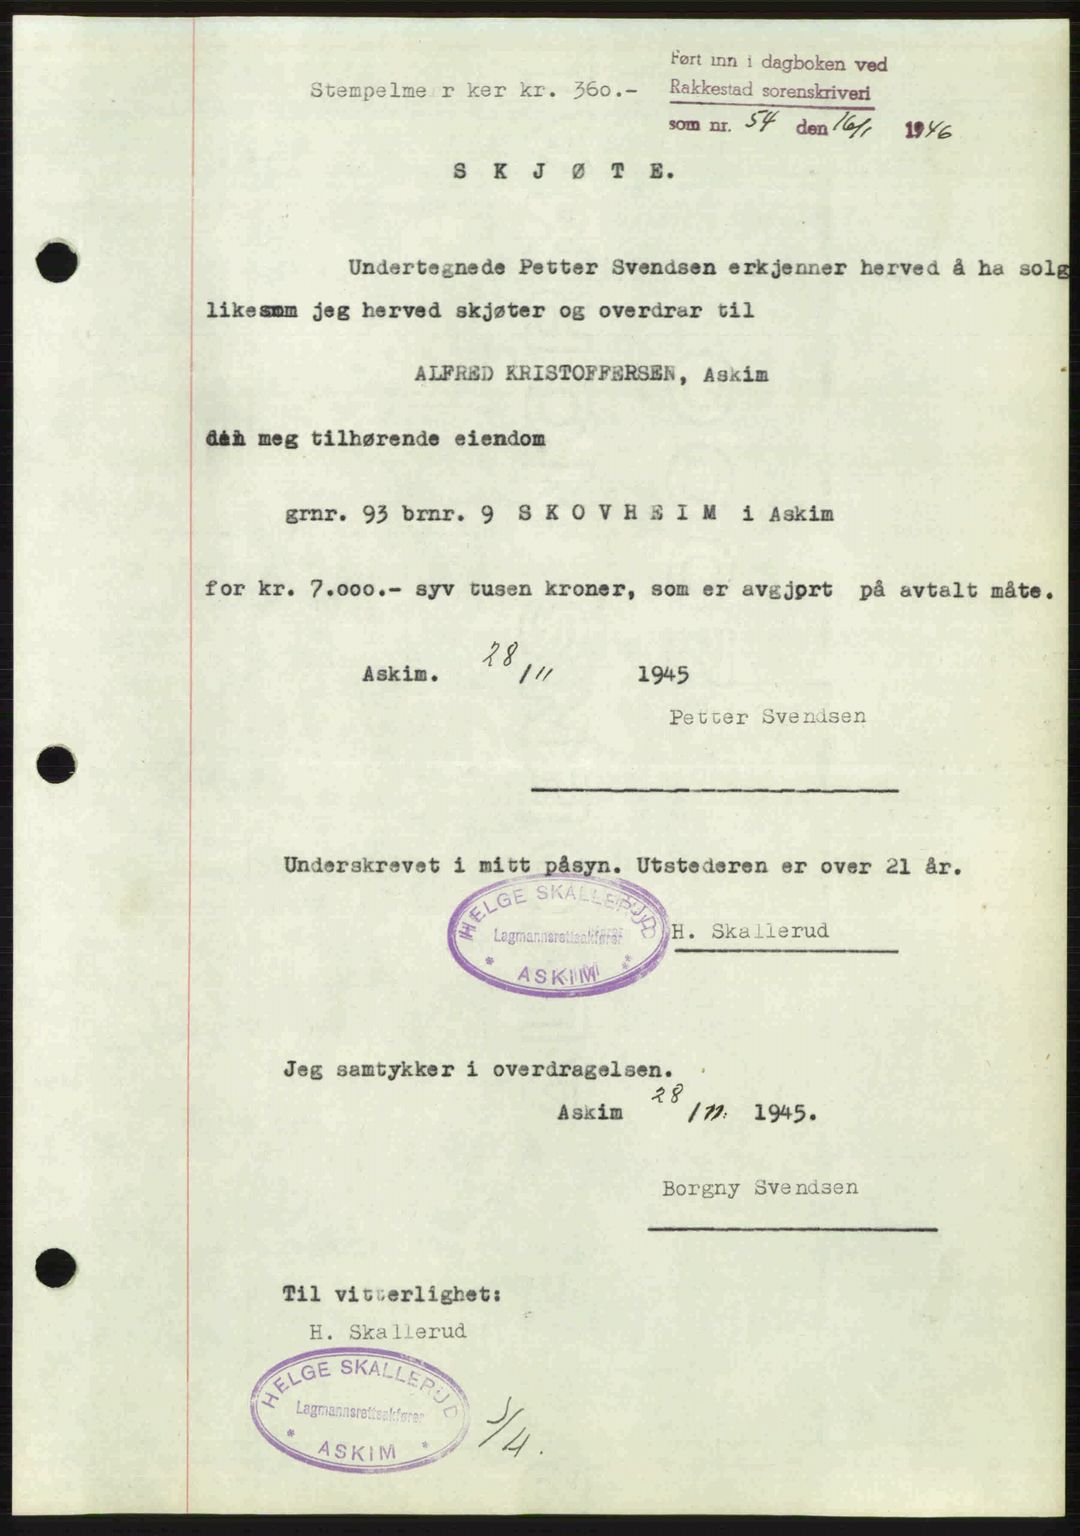 Ført inn i dagboken ved
Stempelme r ker kr. 360.-
Rakkestad sorenskriveri
som nr. 54 den 16/1 1946
S K J Ø T E.
Undertegnede Petter Svendsen erkjenner herved å ha solg
likesom jeg herved skjøter og overdrar til
ALFRED KRISTOFFERSEN, Askim
den meg tilhørende eiendom
grnr. 93 brnr. 9 S K O V H E I M i Askim
for kr. 7.000.- syv tusen kroner, som er avgjørt på avtalt måte.
Askim. 28/11 1945
Petter Svendsen
Underskrevet i mitt påsyn. Utstederen er over 21 år.
HELGE SKALLERUD
Lagmannsrettsakfører
* ASKIM *
H. Skallerud
Jeg samtykker i overdragelsen.
Askim 28/11. 1945.
Borgny Svendsen
Til vitterlighet:
H. Skallerud
HELGE SKALLERUD
Lagmannsrettsakfører
* ASKIM *